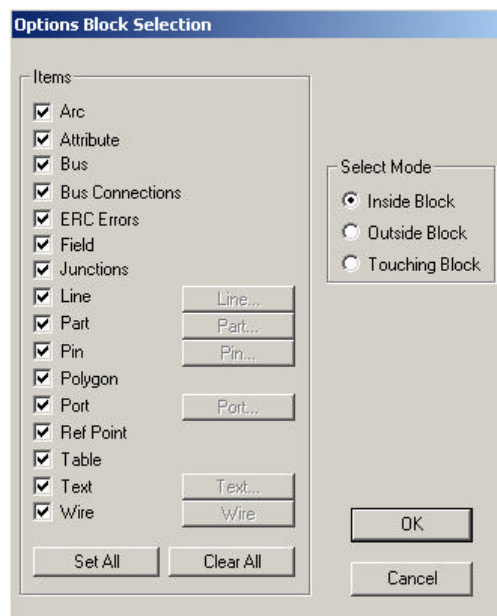 Options Block Selection
Items
Arc
Attribute
Bus
Bus Connections
ERC Errors
Field
Junctions
Line Line...
Part Part...
Pin Pin...
Polygon
Port Port...
Ref Point
Table
Text Text...
Wire Wire
Set All Clear All
Select Mode
Inside Block
Outside Block
Touching Block
OK
Cancel